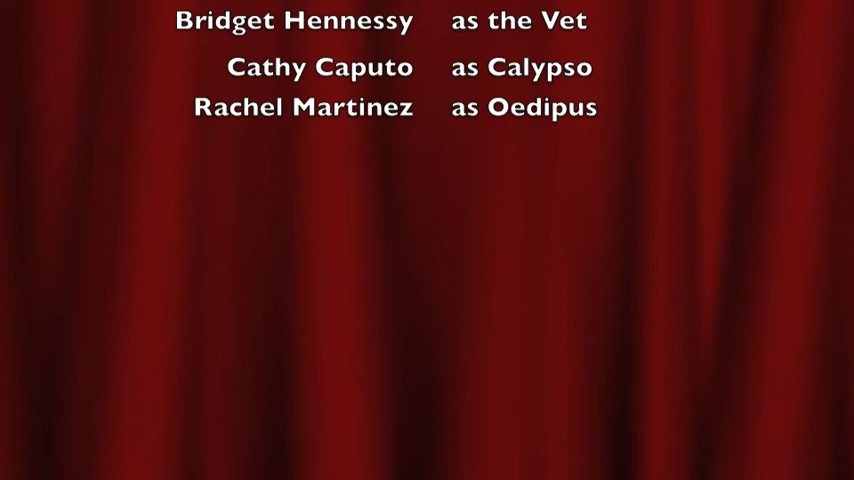 Bridget Hennessy as the Vet
Cathy Caputo as Calypso
Rachel Martinez as Oedipus